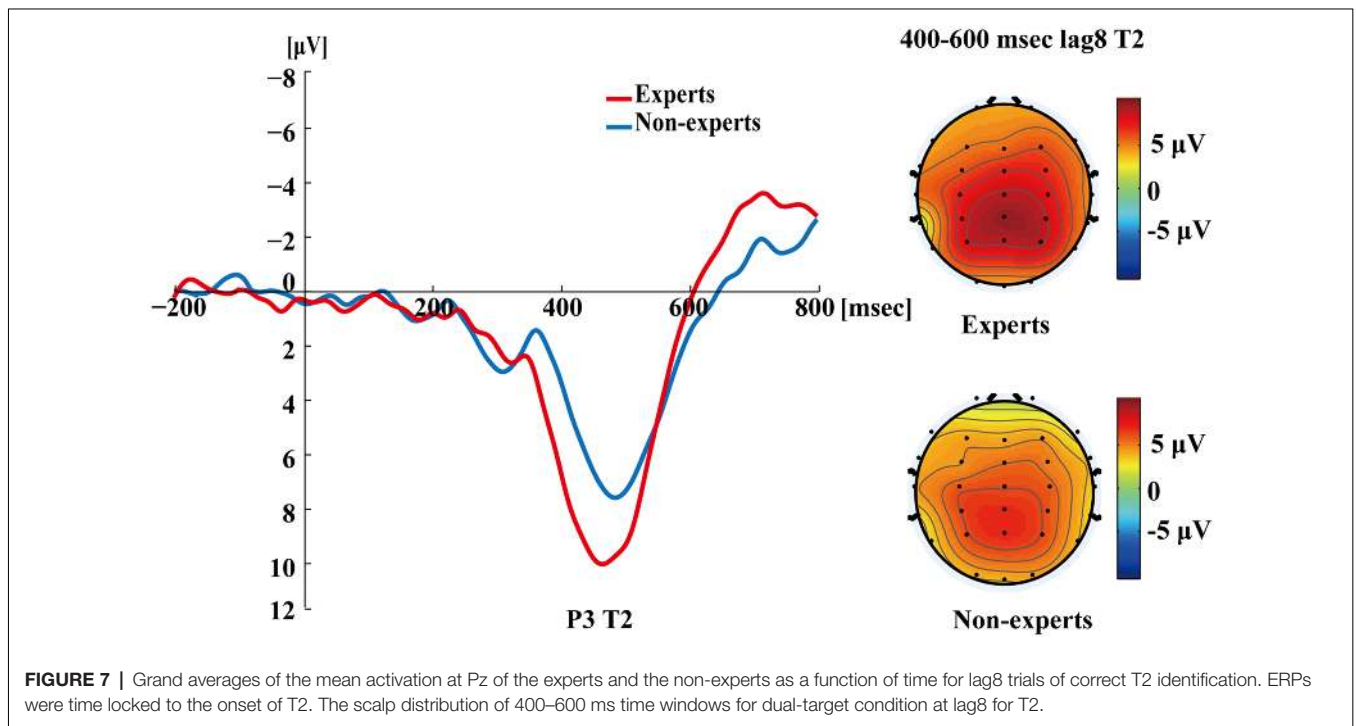 [µV]
−8
−6
−4
−2
0
2
4
6
8
10
12
−200
200
400
600
800 [msec]
Experts
Non-experts
P3 T2
400-600 msec lag8 T2
5 µV
0
-5 µV
Experts
5 µV
0
-5 µV
Non-experts
FIGURE 7 | Grand averages of the mean activation at Pz of the experts and the non-experts as a function of time for lag8 trials of correct T2 identification. ERPs
were time locked to the onset of T2. The scalp distribution of 400–600 ms time windows for dual-target condition at lag8 for T2.